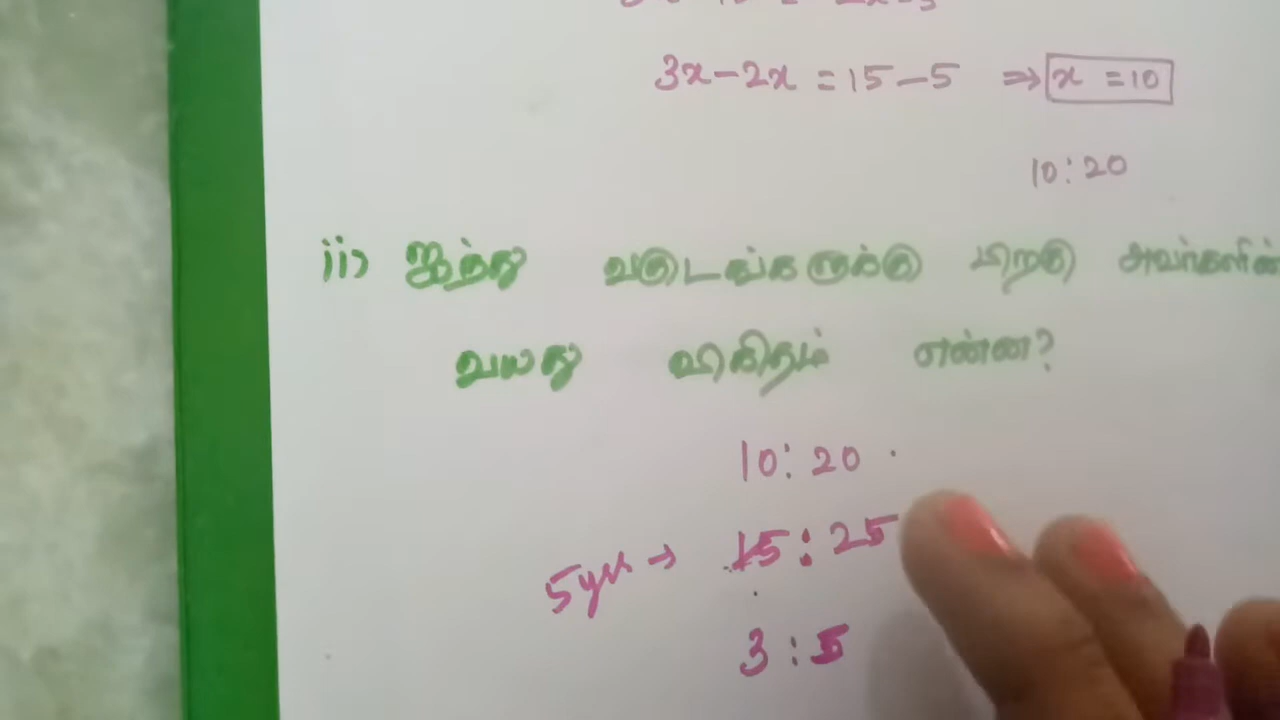 3x-2x = 15-5 ⇒ x = 10
10:20
ii) ஐந்து வருடங்களுக்கு பிறகு அவர்களின்
வயது விகிதம் என்ன?
10:20
5yrs → 15:25
3:5